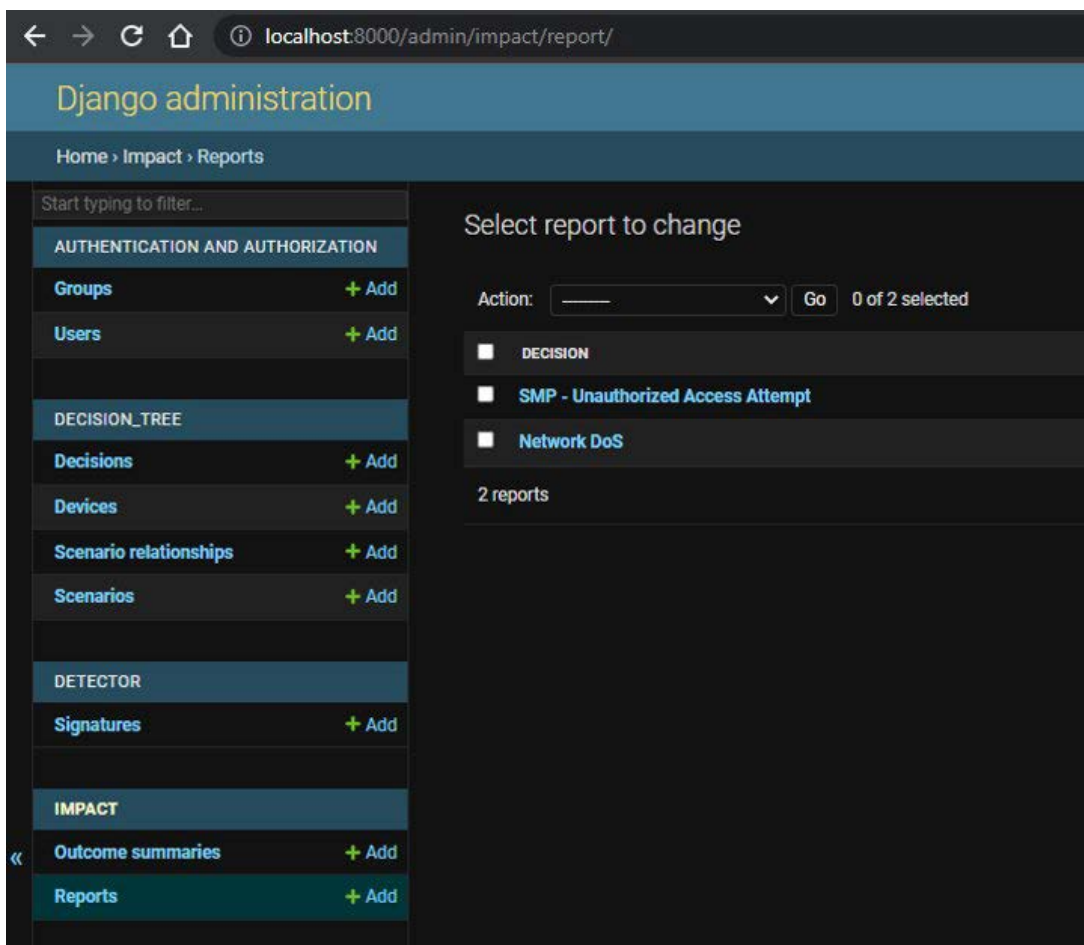 localhost:8000/admin/impact/report/
Django administration
Home › Impact › Reports
Start typing to filter...
AUTHENTICATION AND AUTHORIZATION
Groups + Add
Users + Add
DECISION_TREE
Decisions + Add
Devices + Add
Scenario relationships + Add
Scenarios + Add
DETECTOR
Signatures + Add
IMPACT
« Outcome summaries + Add
Reports + Add
Select report to change
Action: --------- Go 0 of 2 selected
DECISION
SMP - Unauthorized Access Attempt
Network DoS
2 reports